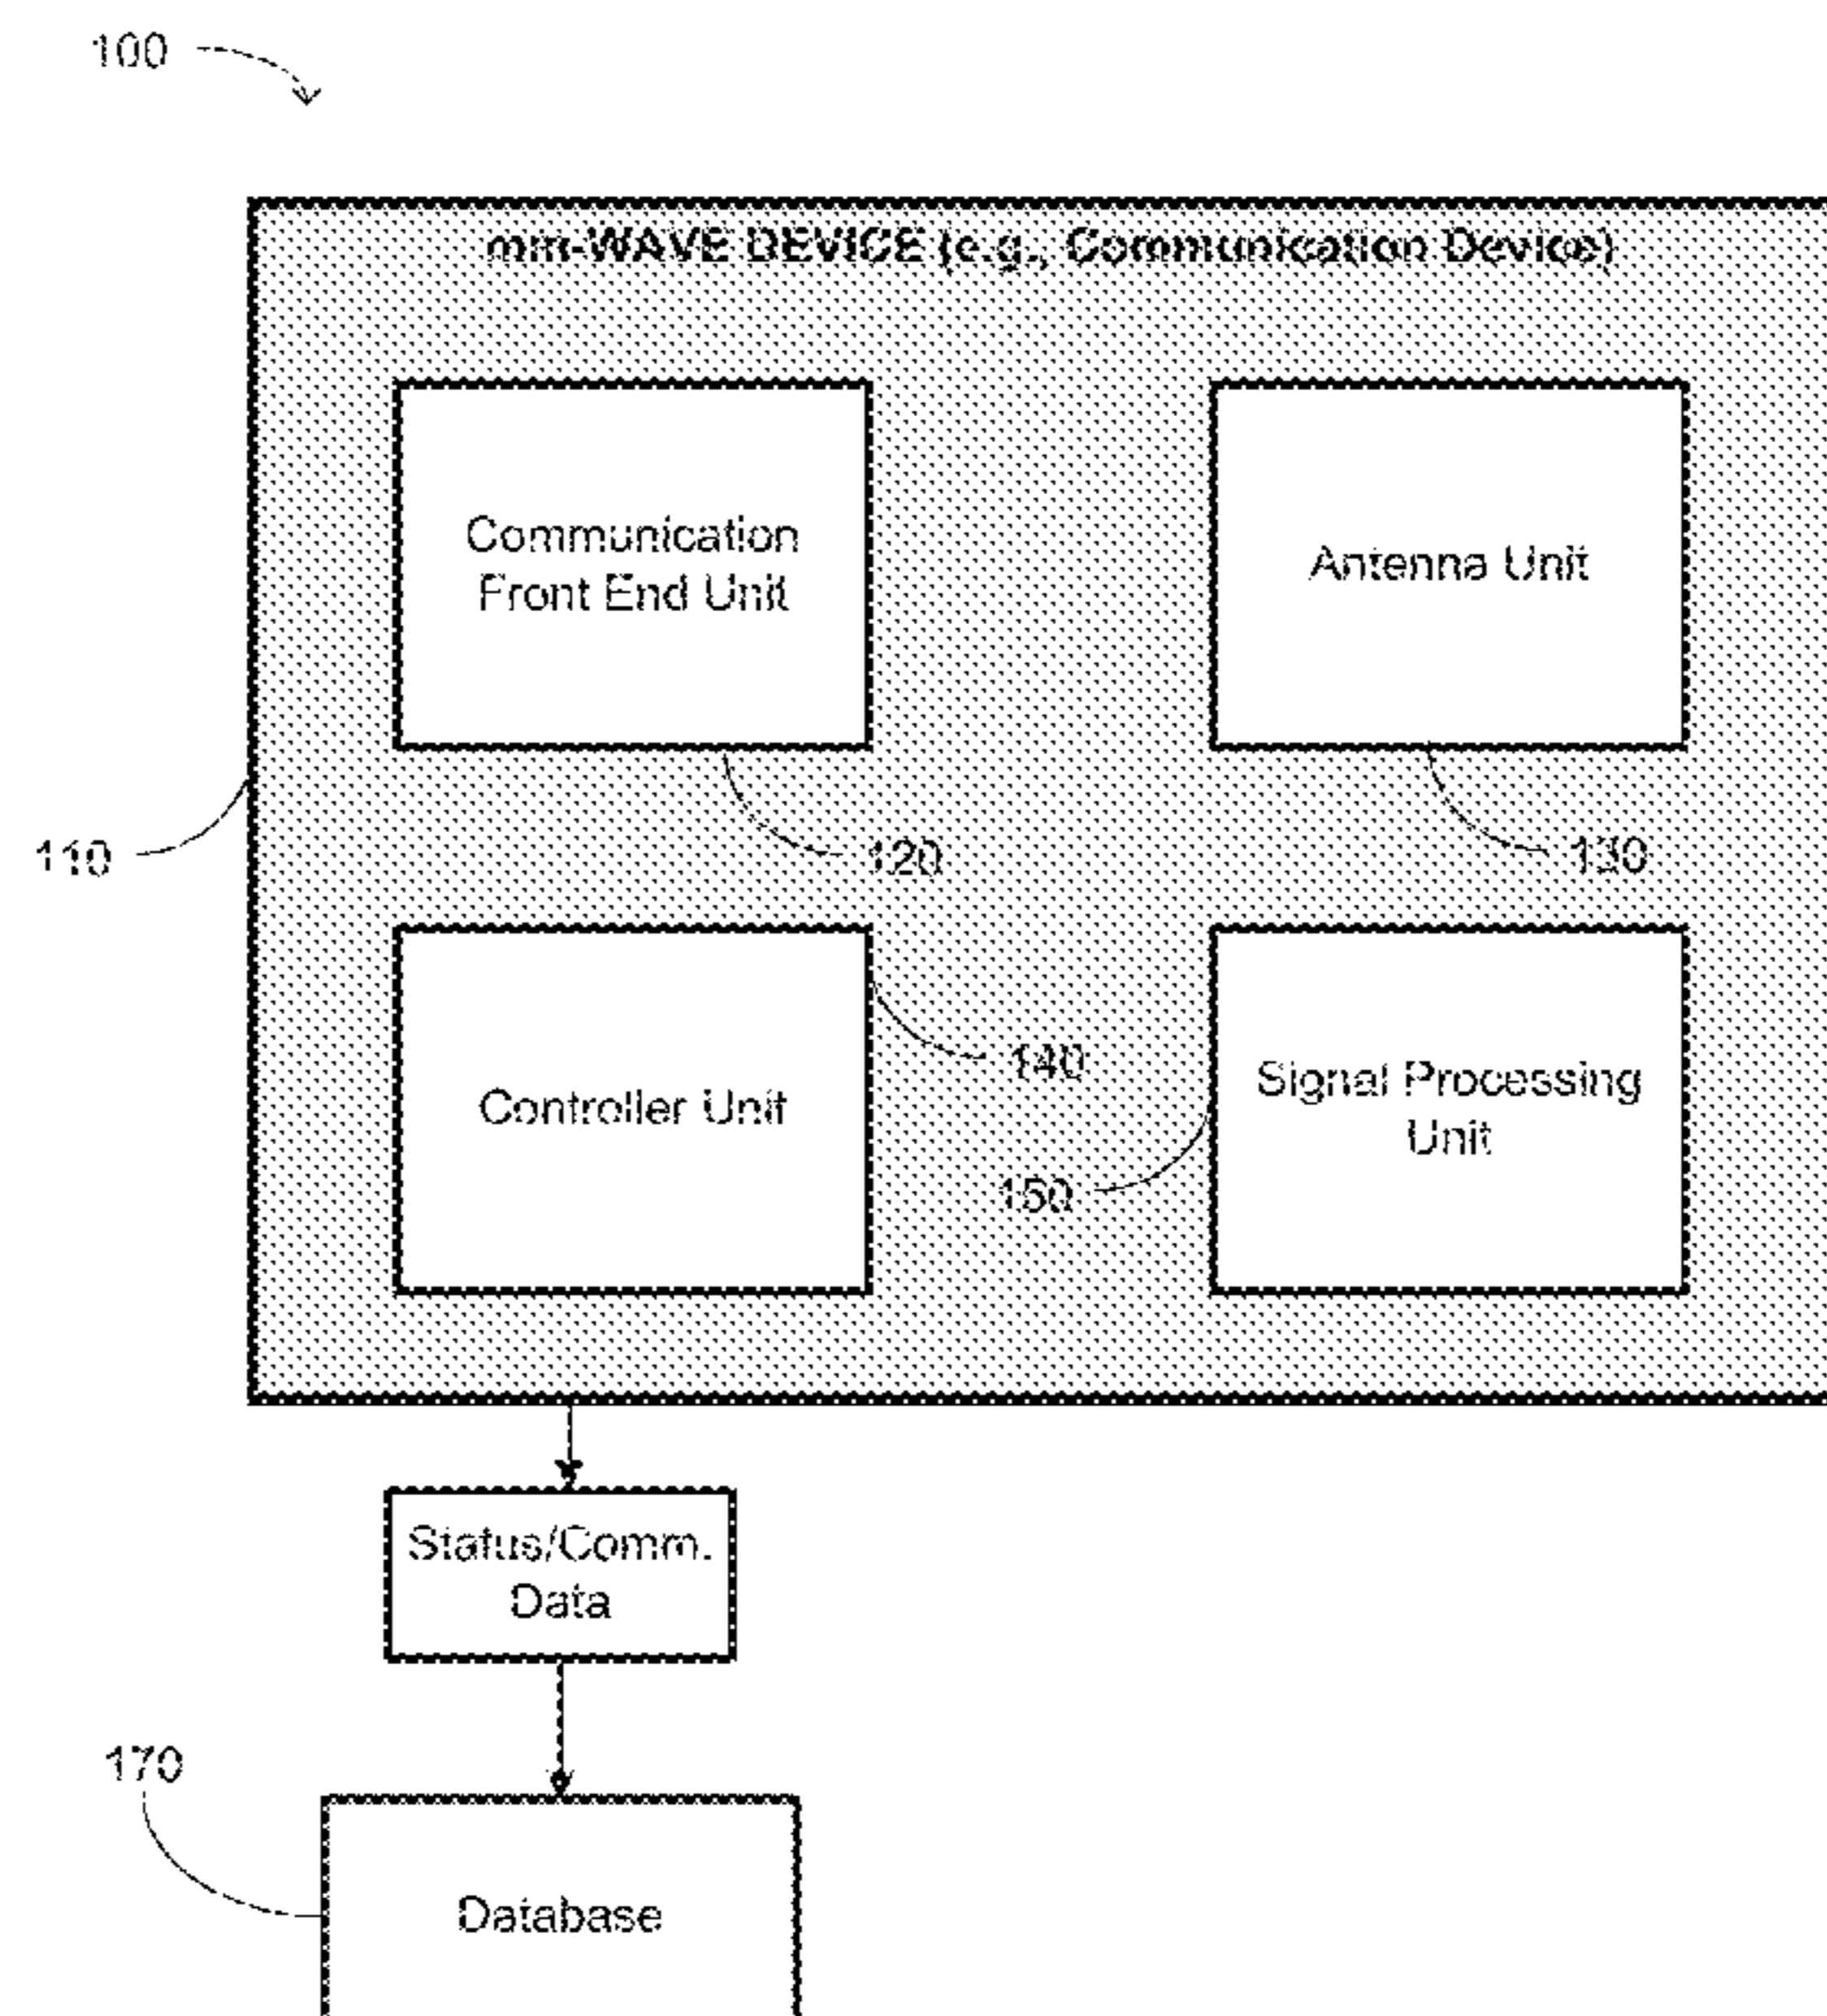 100
mm-WAVE DEVICE (e.g., Communication Device)
Communication
Front End Unit
Antenna Unit
110
120
130
Controller Unit
140
Signal Processing
Unit
150
Status/Comm.
Data
170
Database